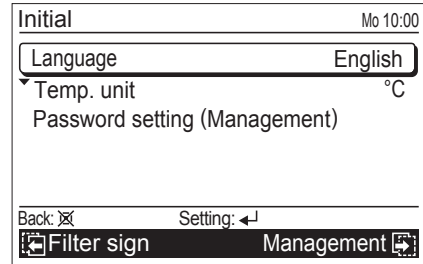 Initial Mo 10:00
Language English
Temp. unit °C
Password setting (Management)
Back: Setting:
Filter sign Management